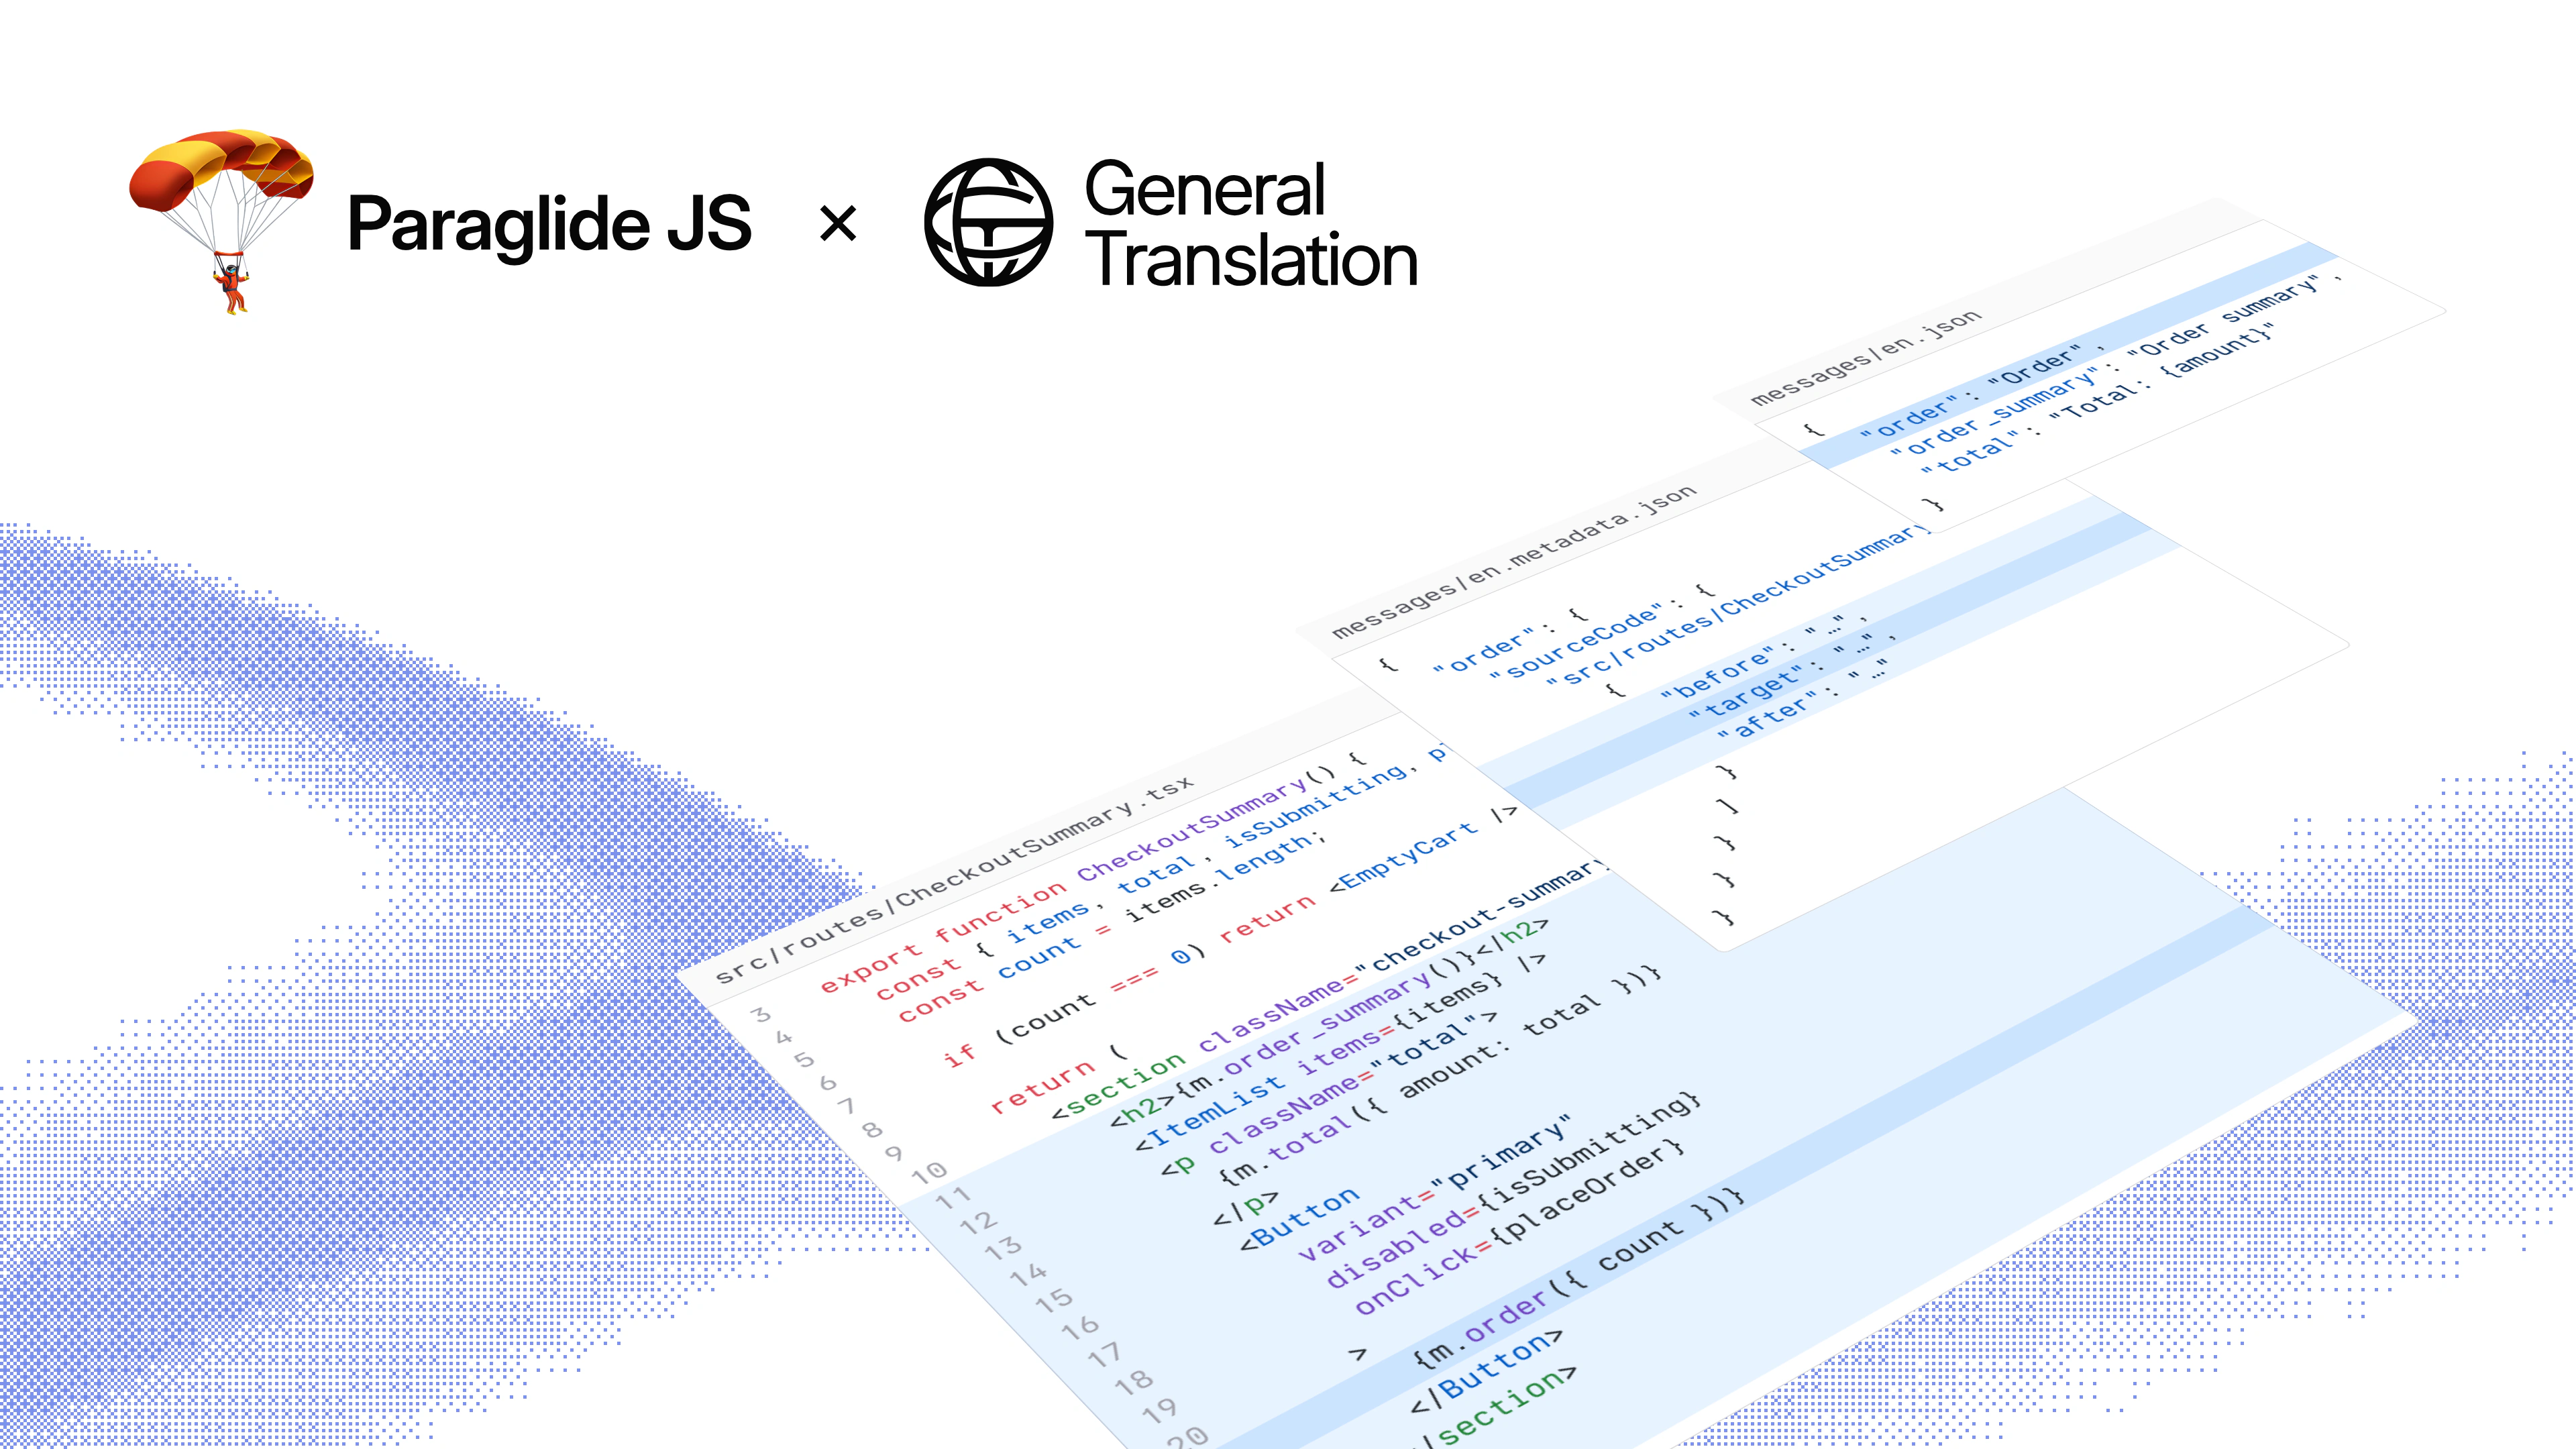 Paraglide JS
×
General
Translation
messages/en.json
{
"order": "Order",
"order_summary": "Order summary",
"total": "Total: {amount}"
}
messages/en.metadata.json
{
"order": {
"sourceCode": {
"src/routes/CheckoutSummary
{
"before": "…",
"target": "…",
"after": "…"
}
]
}
}
}
src/routes/CheckoutSummary.tsx
3 export function CheckoutSummary() {
4 const { items, total, isSubmitting,
5 const count = items.length;
6
7 if (count === 0) return <EmptyCart />
8
9 return (
10 <section className="checkout-summary
11 <h2>{m.order_summary()}</h2>
12 <ItemList items={items} />
13 <p className="total">
14 {m.total({ amount: total })}
15 </p>
16 <Button
17 variant="primary"
18 disabled={isSubmitting}
19 onClick={placeOrder}
20 >
{m.order({ count })}
</Button>
/section>